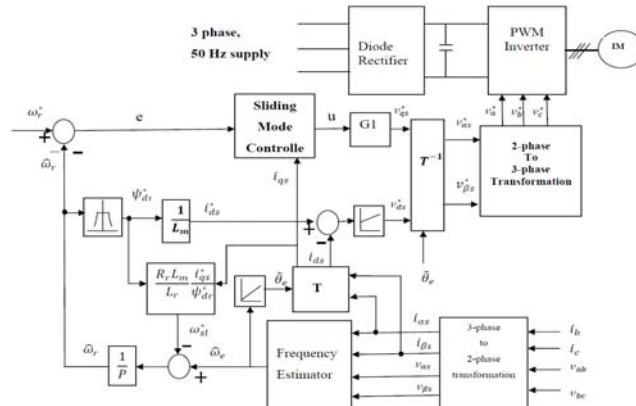 3 phase,
50 Hz supply
Diode
Rectifier
PWM
Inverter
IM
ω*r
e
Sliding
Mode
Controlle
u
G1
v*qs
T⁻¹
v*αs
v*βs
v*a v*b v*c
2-phase
To
3-phase
Transformation
ω̂r
iqs
ψ*dr
1
Lm
i*ds
v*ds
ids
θ̂e
T
θ̂e
Rr Lm i*qs
Lr ψ*dr
ω*sl
ω̂r
1
P
ω̂e
Frequency
Estimator
iαs
iβs
vαs
vβs
3-phase
to
2-phase
transformation
ib
ic
vab
vbc